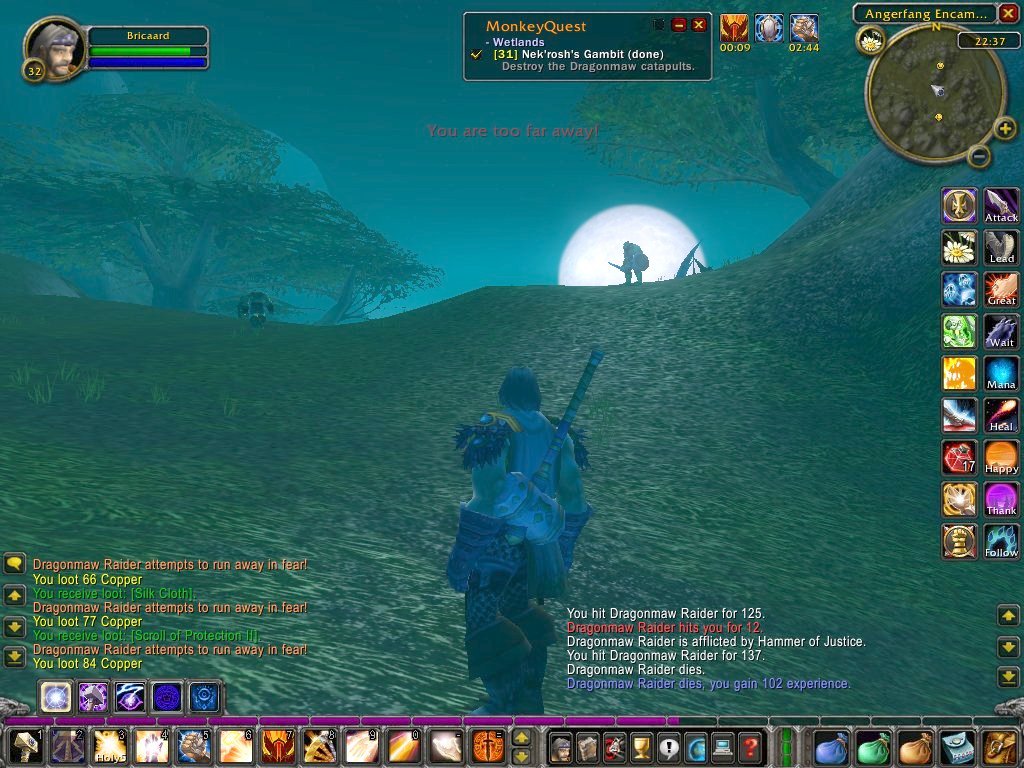 Bricaard
32
MonkeyQuest
- Wetlands
[31] Nek'rosh's Gambit (done)
Destroy the Dragonmaw catapults.
00:09
02:44
Angerfang Encam...
22:37
N
You are too far away!
Attack
Lead
Great
Wait
Mana
Heal
17
Happy
Thank
Follow
Dragonmaw Raider attempts to run away in fear!
You loot 66 Copper
You receive loot: [Silk Cloth].
Dragonmaw Raider attempts to run away in fear!
You loot 77 Copper
You receive loot: [Scroll of Protection II].
Dragonmaw Raider attempts to run away in fear!
You loot 84 Copper
You hit Dragonmaw Raider for 125.
Dragonmaw Raider hits you for 12.
Dragonmaw Raider is afflicted by Hammer of Justice.
You hit Dragonmaw Raider for 137.
Dragonmaw Raider dies.
Dragonmaw Raider dies, you gain 102 experience.
1 2 3 4 5 6 7 8 9 0 - =
Holy5